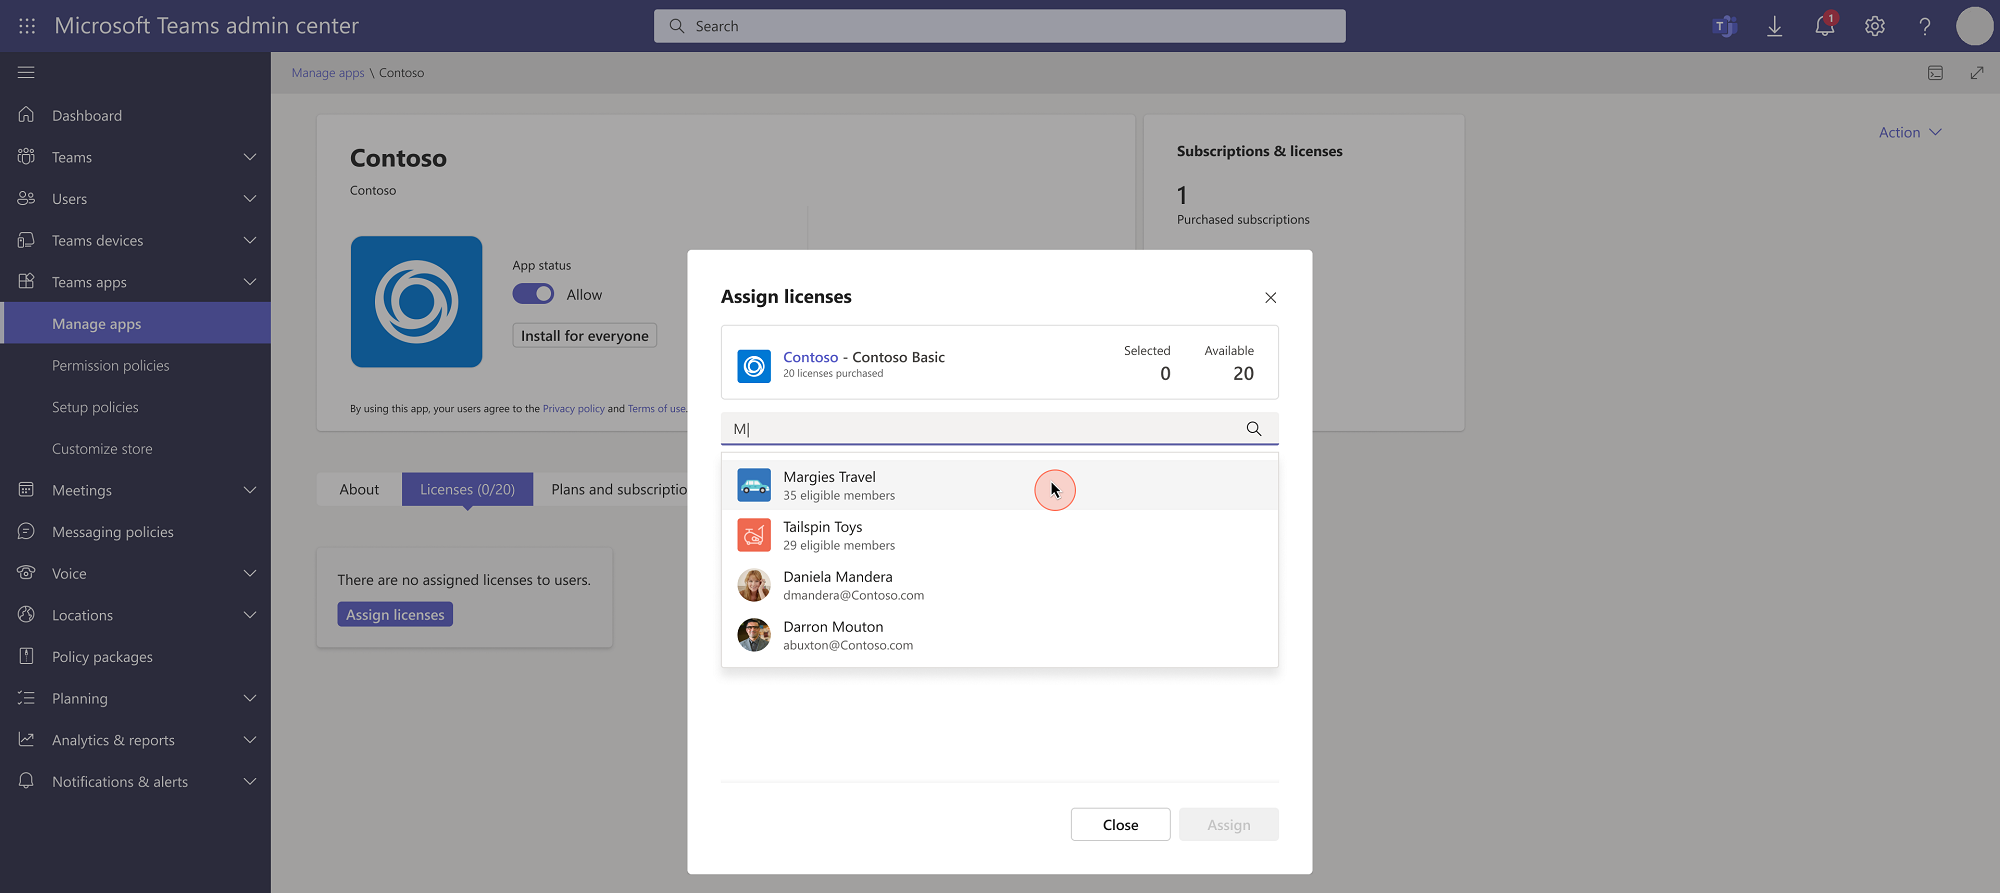 Microsoft Teams admin center
Search
1
Manage apps \ Contoso
Dashboard
Teams
Users
Teams devices
Teams apps
Manage apps
Permission policies
Setup policies
Customize store
Meetings
Messaging policies
Voice
Locations
Policy packages
Planning
Analytics & reports
Notifications & alerts
Contoso
Contoso
App status
Allow
Install for everyone
By using this app, your users agree to the Privacy policy and Terms of use.
Subscriptions & licenses
1
Purchased subscriptions
Action
About
Licenses (0/20)
Plans and subscriptio
There are no assigned licenses to users.
Assign licenses
Assign licenses
Contoso - Contoso Basic
20 licenses purchased
Selected
0
Available
20
M
Margies Travel
35 eligible members
Tailspin Toys
29 eligible members
Daniela Mandera
dmandera@Contoso.com
Darron Mouton
abuxton@Contoso.com
Close
Assign